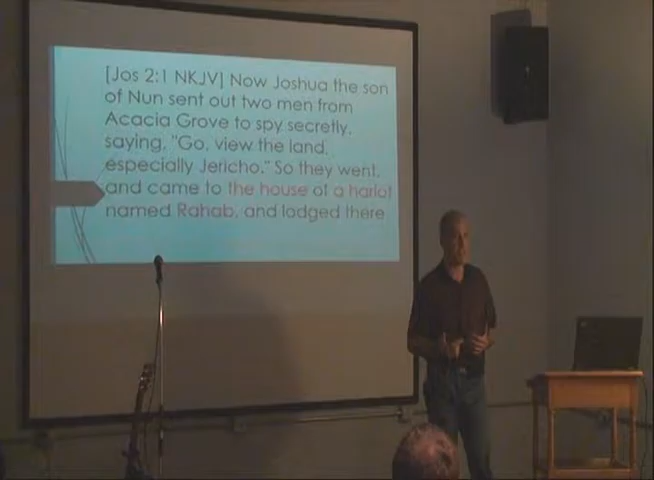 [Jos 2:1 NKJV] Now Joshua the son
of Nun sent out two men from
Acacia Grove to spy secretly,
saying, "Go, view the land,
especially Jericho." So they went,
and came to the house of a harlot
named Rahab, and lodged there